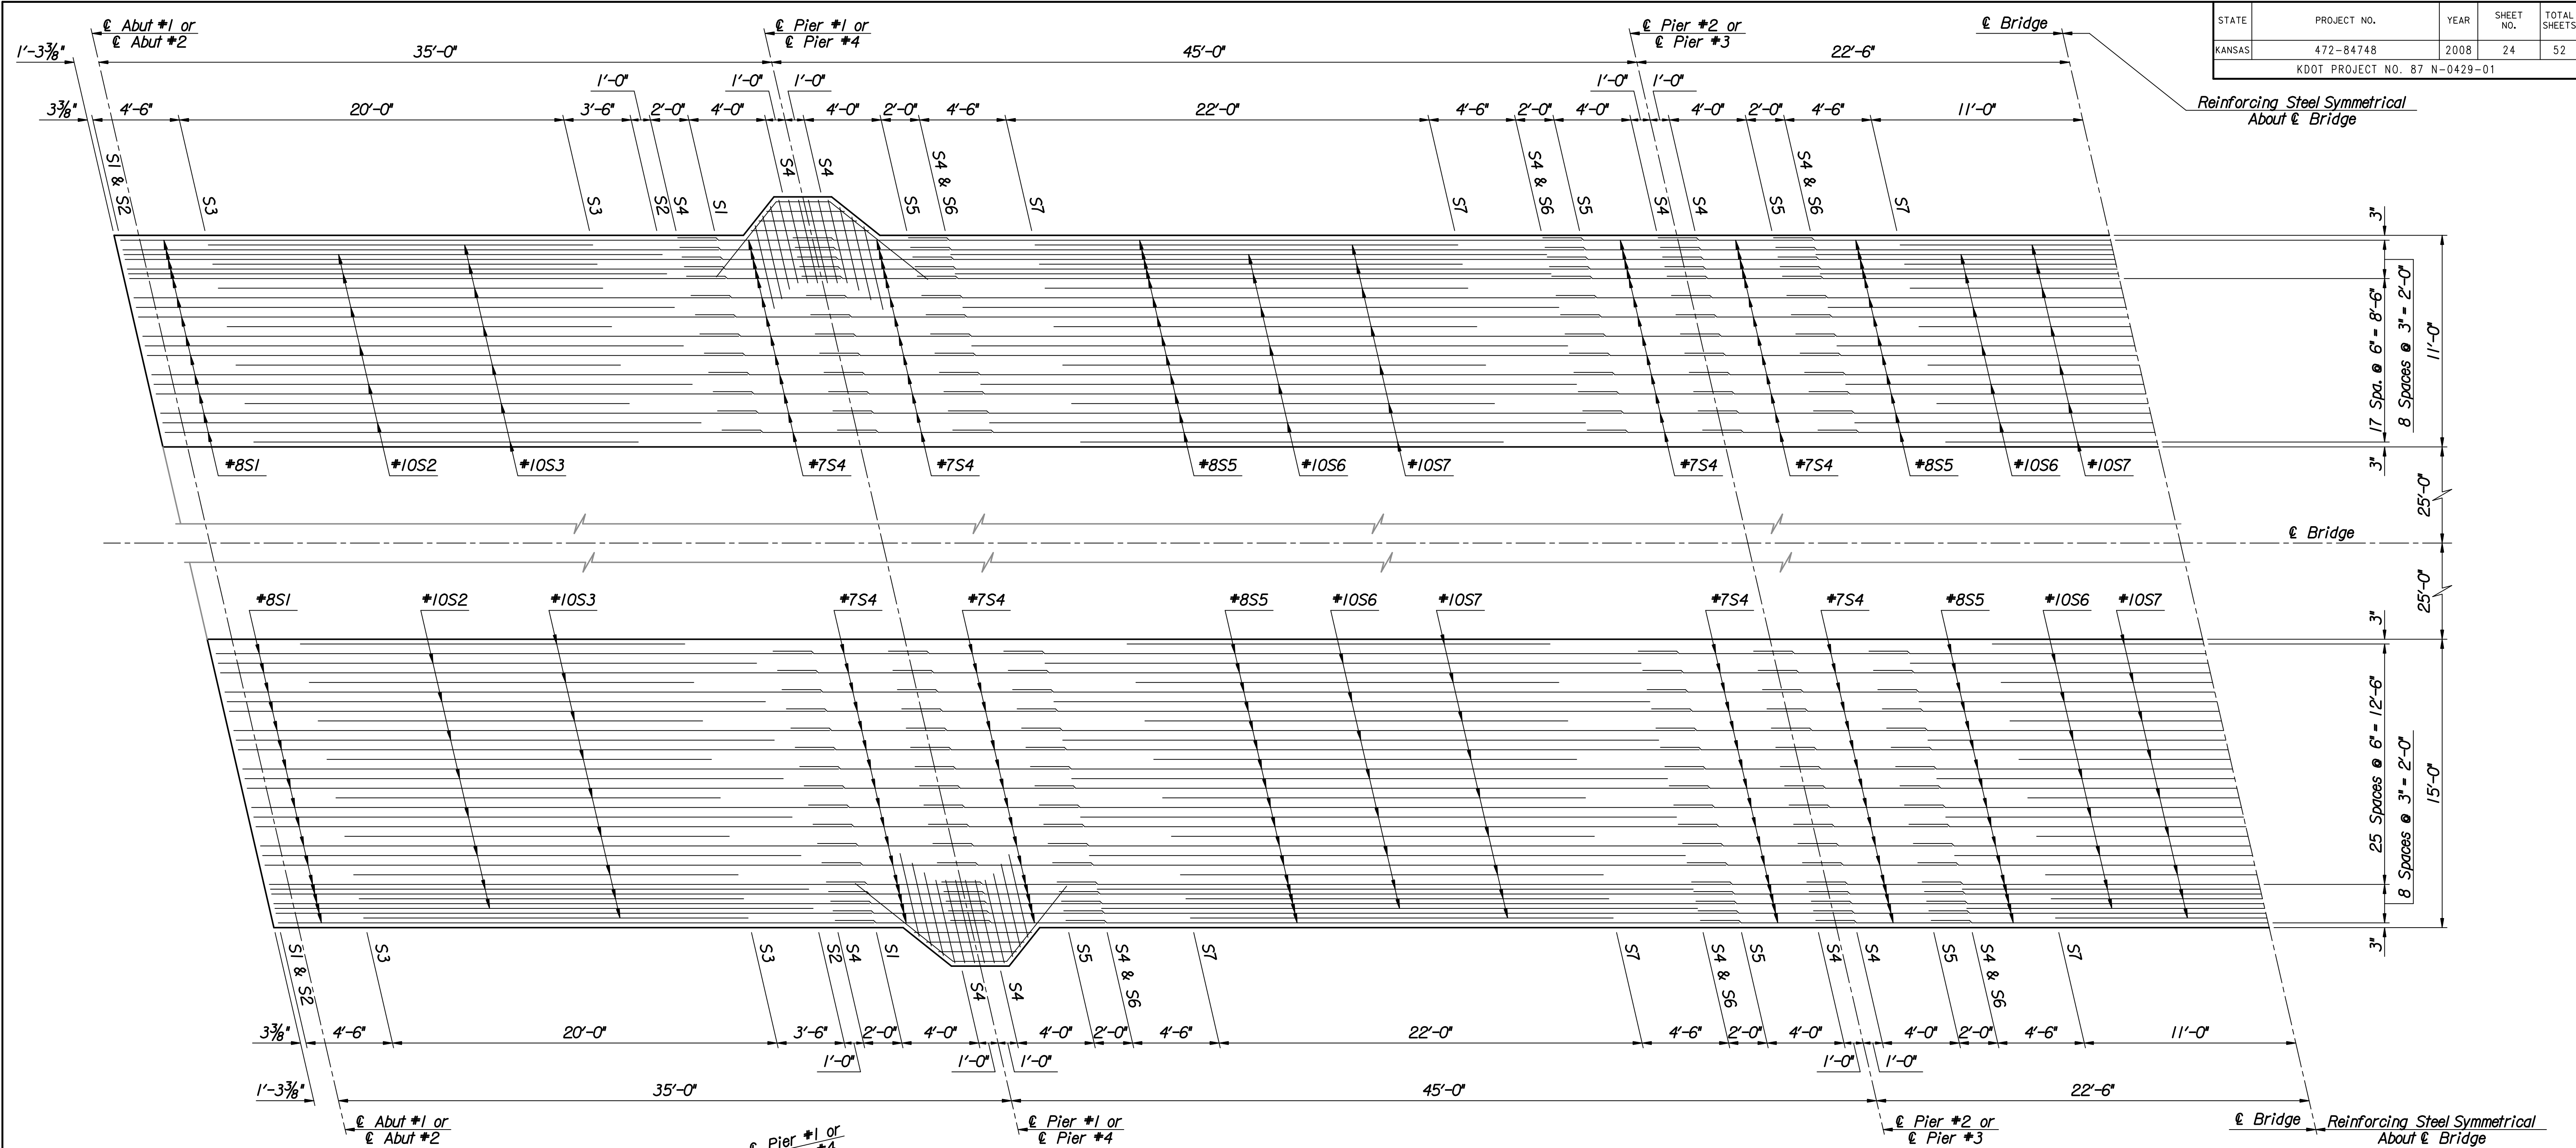 STATE PROJECT NO. YEAR SHEET NO. TOTAL SHEETS
KANSAS 472-84748 2008 24 52
KDOT PROJECT NO. 87 N-0429-01
℄ Abut #1 or
℄ Abut #2
℄ Pier #1 or
℄ Pier #4
℄ Pier #2 or
℄ Pier #3
℄ Bridge
1'-3⅜" 35'-0" 45'-0" 22'-6"
1'-0" 1'-0" 1'-0" 1'-0" 1'-0"
3⅜" 4'-6" 20'-0" 3'-6" 2'-0" 4'-0" 4'-0" 2'-0" 4'-6" 22'-0" 4'-6" 2'-0" 4'-0" 4'-0" 2'-0" 4'-6" 11'-0"
Reinforcing Steel Symmetrical
About ℄ Bridge
S1 & S2 S3 S3 S2 S4 S1 S4 S4 S5 S4 & S6 S7 S7 S4 & S6 S5 S4 S4 S5 S4 & S6 S7
3"
17 Spa. @ 6" = 8'-6"
8 Spaces @ 3" = 2'-0"
11'-0"
3"
#8S1 #10S2 #10S3 #7S4 #7S4 #8S5 #10S6 #10S7 #7S4 #7S4 #8S5 #10S6 #10S7
25'-0"
℄ Bridge
25'-0"
#8S1 #10S2 #10S3 #7S4 #7S4 #8S5 #10S6 #10S7 #7S4 #7S4 #8S5 #10S6 #10S7
3"
25 Spaces @ 6" = 12'-6"
8 Spaces @ 3" = 2'-0"
15'-0"
3"
S1 & S2 S3 S3 S2 S4 S1 S4 S4 S5 S4 & S6 S7 S7 S4 & S6 S5 S4 S4 S5 S4 & S6 S7
3⅜" 4'-6" 20'-0" 3'-6" 2'-0" 4'-0" 4'-0" 2'-0" 4'-6" 22'-0" 4'-6" 2'-0" 4'-0" 4'-0" 2'-0" 4'-6" 11'-0"
1'-0" 1'-0" 1'-0" 1'-0" 1'-0"
1'-3⅜" 35'-0" 45'-0" 22'-6"
℄ Abut #1 or
℄ Abut #2
℄ Pier #1 or
#4
℄ Pier #1 or
℄ Pier #4
℄ Pier #2 or
℄ Pier #3
℄ Bridge
Reinforcing Steel Symmetrical
About ℄ Bridge